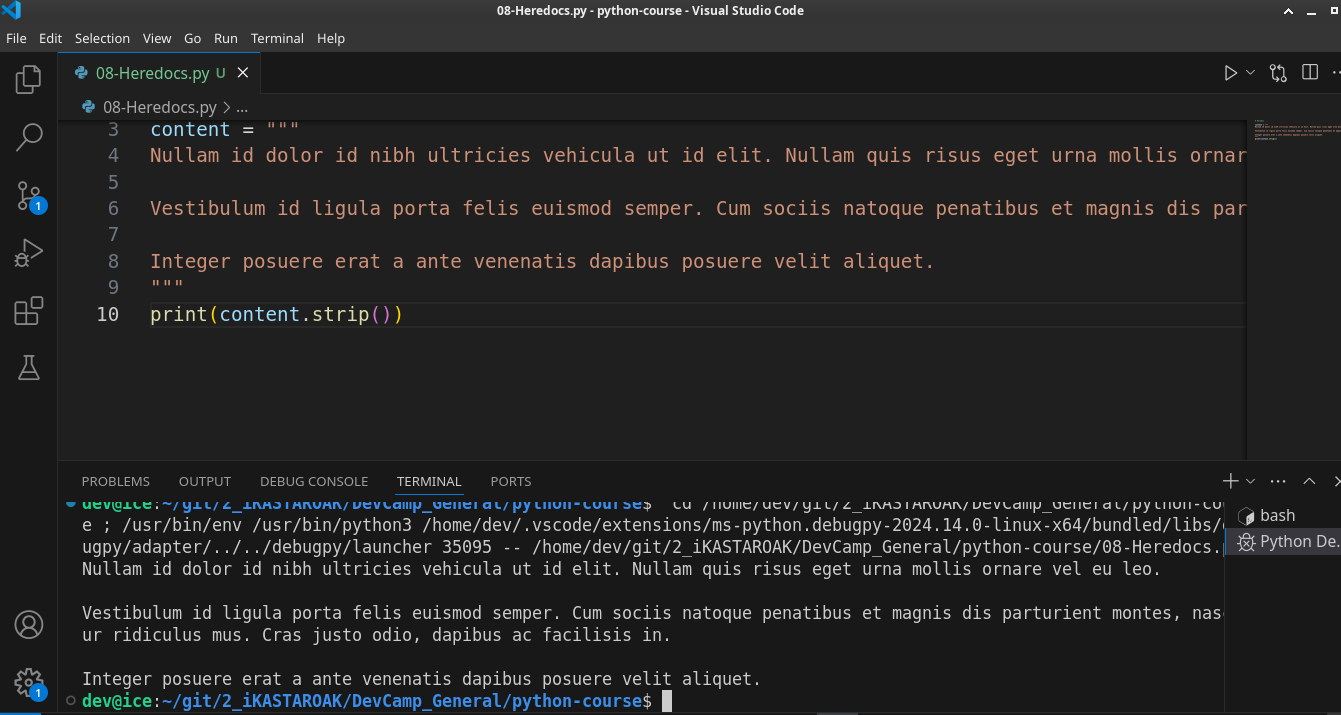 08-Heredocs.py - python-course - Visual Studio Code
File Edit Selection View Go Run Terminal Help
08-Heredocs.py U
08-Heredocs.py > ...
3 content = """
4 Nullam id dolor id nibh ultricies vehicula ut id elit. Nullam quis risus eget urna mollis ornar
5
6 Vestibulum id ligula porta felis euismod semper. Cum sociis natoque penatibus et magnis dis par
7
8 Integer posuere erat a ante venenatis dapibus posuere velit aliquet.
9 """
10 print(content.strip())
1
PROBLEMS OUTPUT DEBUG CONSOLE TERMINAL PORTS
dev@ice:~/git/2_iKASTAROAK/DevCamp_General/python-course$ cd /home/dev/git/2_iKASTAROAK/DevCamp_General/python-co
e ; /usr/bin/env /usr/bin/python3 /home/dev/.vscode/extensions/ms-python.debugpy-2024.14.0-linux-x64/bundled/libs/
ugpy/adapter/../../debugpy/launcher 35095 -- /home/dev/git/2_iKASTAROAK/DevCamp_General/python-course/08-Heredocs.
Nullam id dolor id nibh ultricies vehicula ut id elit. Nullam quis risus eget urna mollis ornare vel eu leo.
Vestibulum id ligula porta felis euismod semper. Cum sociis natoque penatibus et magnis dis parturient montes, nas
ur ridiculus mus. Cras justo odio, dapibus ac facilisis in.
Integer posuere erat a ante venenatis dapibus posuere velit aliquet.
dev@ice:~/git/2_iKASTAROAK/DevCamp_General/python-course$
bash
Python De...
1